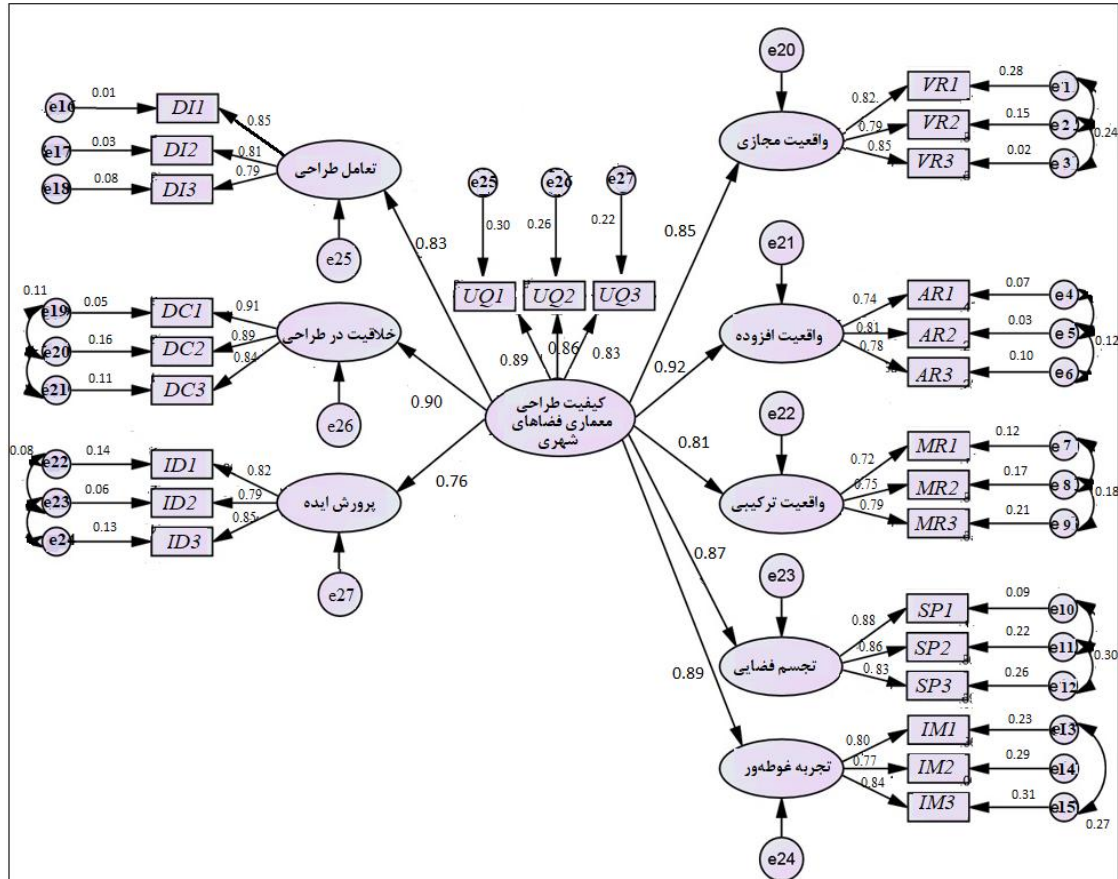 e20
0.28
VR1
e1
0.82
0.15
واقعیت مجازی
0.79
VR2
e2
0.24
0.85
VR3
0.02
e3
0.85
e16
0.01
DI1
0.85
e17
0.03
DI2
0.81
تعامل طراحی
e18
0.08
DI3
0.79
e25
0.83
e25
e26
e27
0.30
0.26
0.22
UQ1
UQ2
UQ3
0.89
0.86
0.83
e21
0.07
AR1
e4
0.74
0.03
واقعیت افزوده
0.81
AR2
e5
0.12
0.78
AR3
0.10
e6
0.92
0.11
e19
0.05
DC1
0.91
e20
0.16
DC2
0.89
خلاقیت در طراحی
e21
0.11
DC3
0.84
e26
0.90
کیفیت طراحی
معماری فضاهای
شهری
e22
0.12
MR1
e7
0.81
0.72
0.17
واقعیت ترکیبی
0.75
MR2
e8
0.18
0.79
MR3
0.21
e9
0.08
e22
0.14
ID1
0.82
e23
0.06
ID2
0.79
پرورش ایده
e24
0.13
ID3
0.85
e27
0.76
0.87
e23
0.09
SP1
e10
0.88
0.22
تجسم فضایی
0.86
SP2
e11
0.30
0.83
SP3
0.26
e12
0.89
0.23
IM1
e13
0.80
0.29
تجربه غوطه‌ور
0.77
IM2
e14
0.84
IM3
0.31
e15
0.27
e24